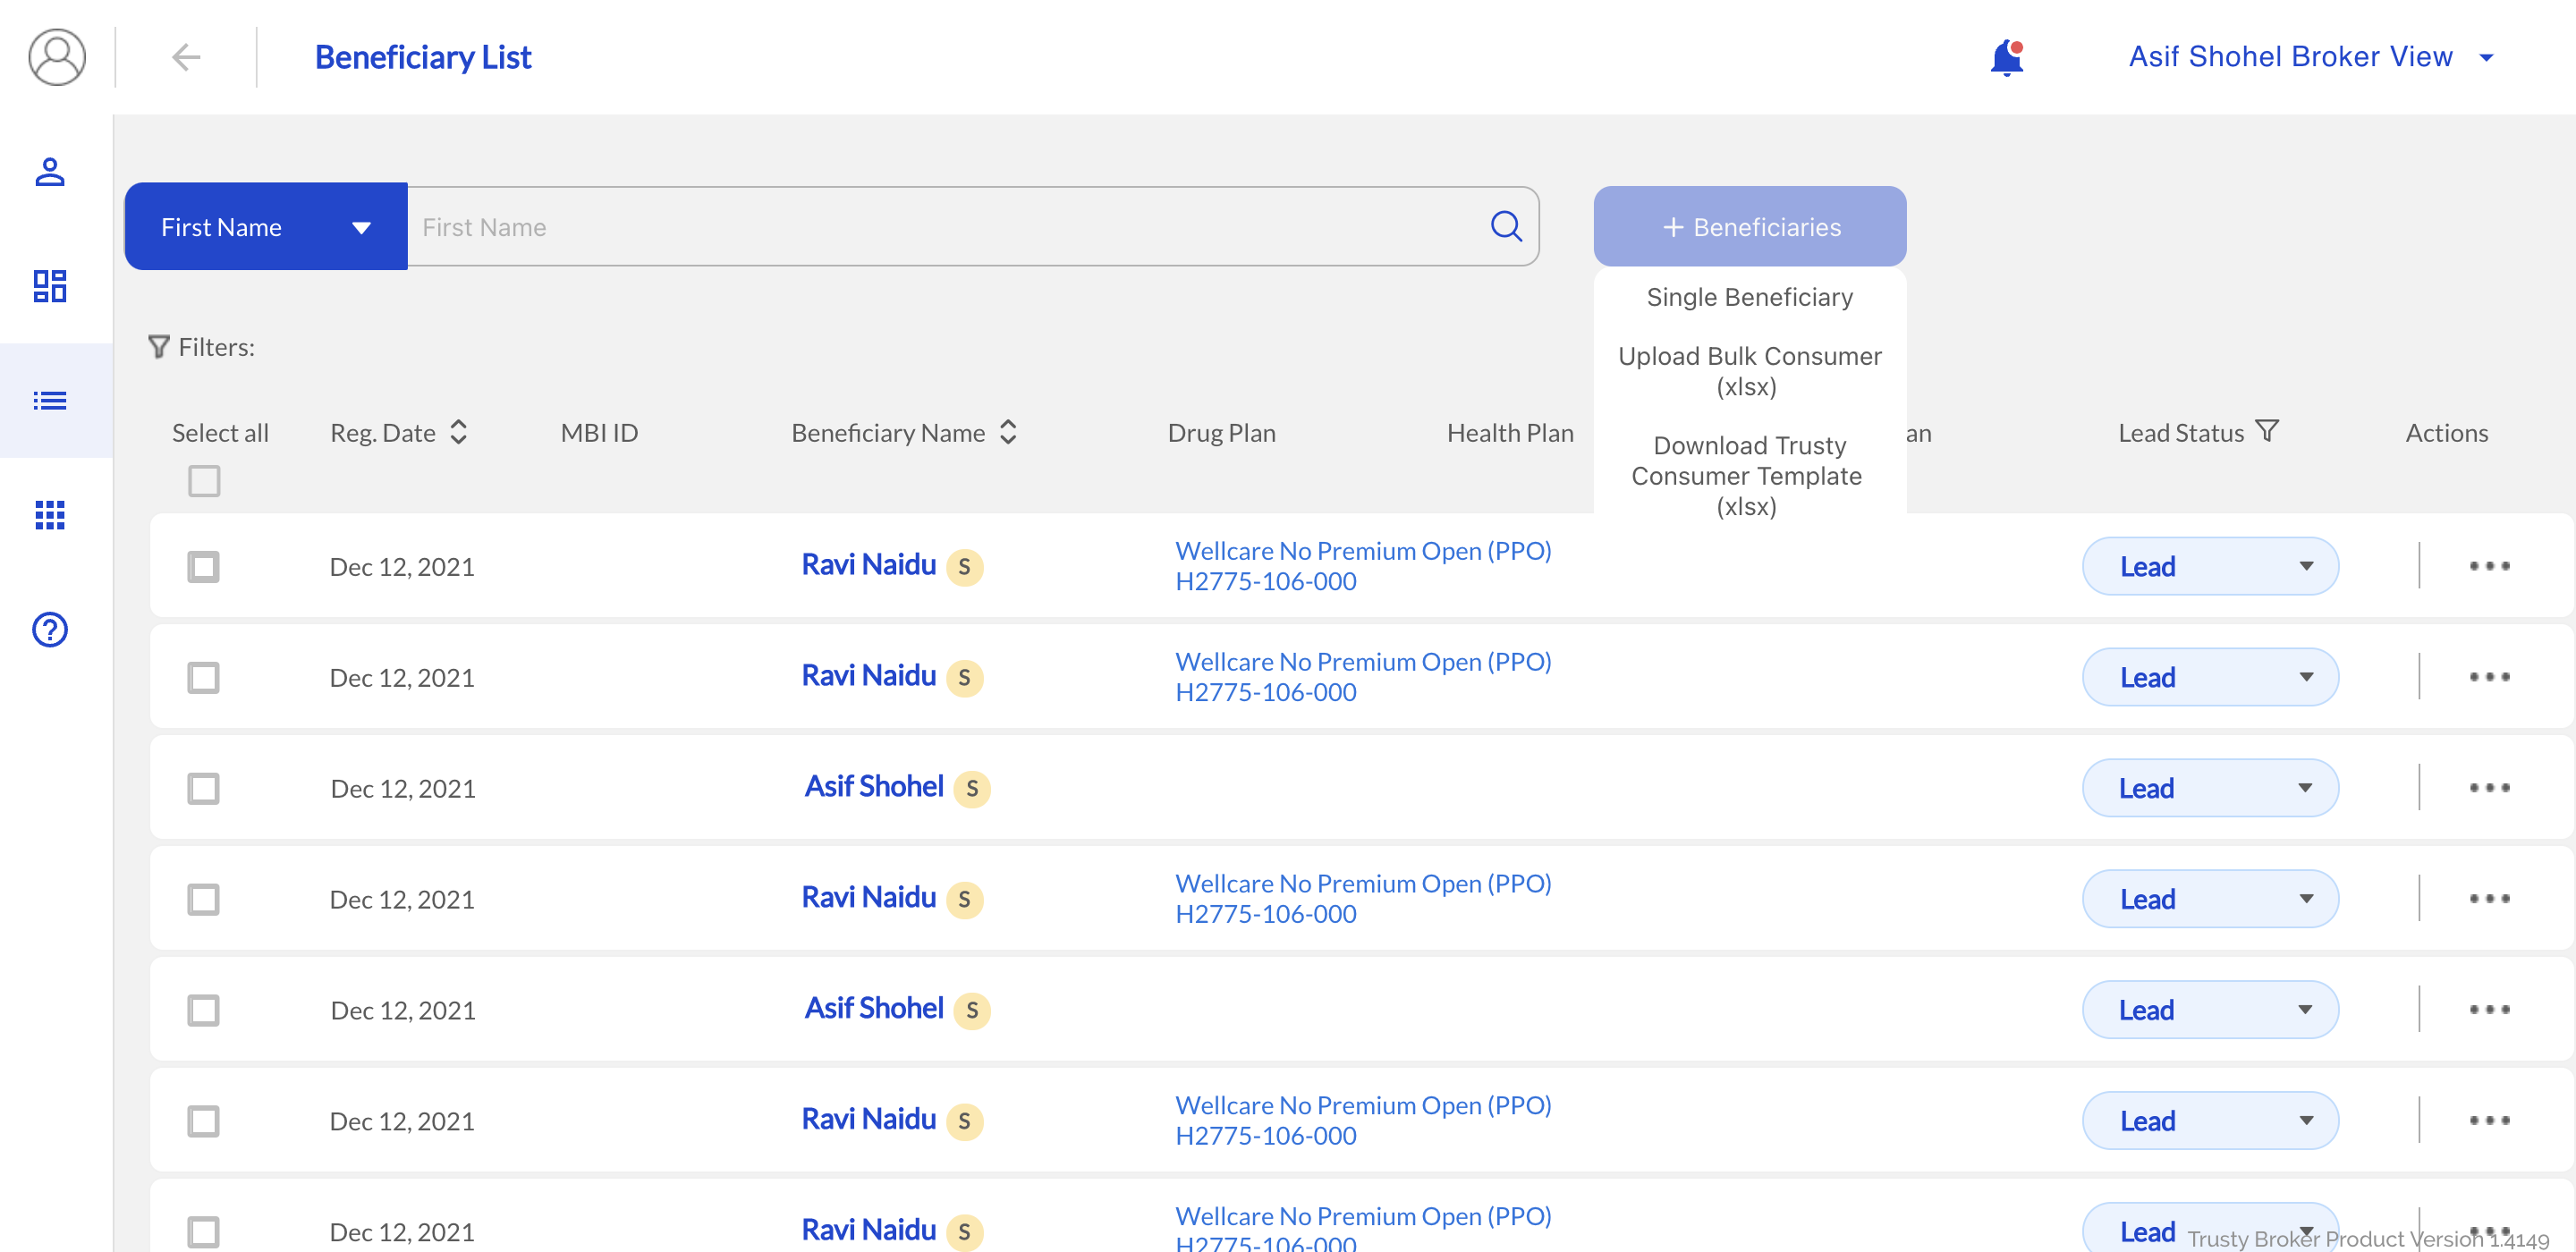 Beneficiary List
Asif Shohel Broker View
First Name
First Name
+ Beneficiaries
Single Beneficiary
Upload Bulk Consumer
(xlsx)
Download Trusty
Consumer Template
(xlsx)
Filters:
Select all
Reg. Date
MBI ID
Beneficiary Name
Drug Plan
Health Plan
an
Lead Status
Actions
Dec 12, 2021
Ravi Naidu S
Wellcare No Premium Open (PPO)
H2775-106-000
Lead
Dec 12, 2021
Ravi Naidu S
Wellcare No Premium Open (PPO)
H2775-106-000
Lead
Dec 12, 2021
Asif Shohel S
Lead
Dec 12, 2021
Ravi Naidu S
Wellcare No Premium Open (PPO)
H2775-106-000
Lead
Dec 12, 2021
Asif Shohel S
Lead
Dec 12, 2021
Ravi Naidu S
Wellcare No Premium Open (PPO)
H2775-106-000
Lead
Dec 12, 2021
Ravi Naidu S
Wellcare No Premium Open (PPO)
H2775-106-000
Lead
Trusty Broker Product Version 1.4149